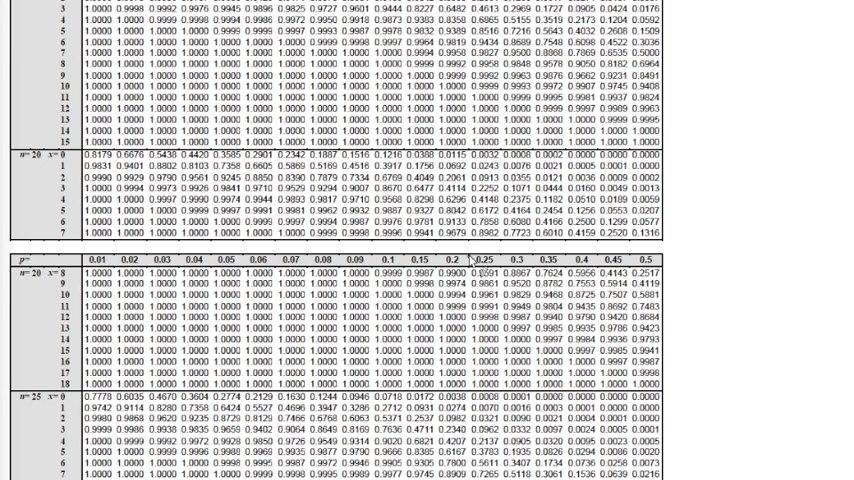 3 1.0000 0.9998 0.9992 0.9976 0.9945 0.9896 0.9825 0.9727 0.9601 0.9444 0.8227 0.6482 0.4613 0.2969 0.1727 0.0905 0.0424 0.0176
4 1.0000 1.0000 0.9999 0.9998 0.9994 0.9986 0.9972 0.9950 0.9918 0.9873 0.9383 0.8358 0.6865 0.5155 0.3519 0.2173 0.1204 0.0592
5 1.0000 1.0000 1.0000 1.0000 0.9999 0.9999 0.9997 0.9993 0.9987 0.9978 0.9832 0.9389 0.8516 0.7216 0.5643 0.4032 0.2608 0.1509
6 1.0000 1.0000 1.0000 1.0000 1.0000 1.0000 1.0000 0.9999 0.9998 0.9997 0.9964 0.9819 0.9434 0.8689 0.7548 0.6098 0.4522 0.3036
7 1.0000 1.0000 1.0000 1.0000 1.0000 1.0000 1.0000 1.0000 1.0000 1.0000 0.9994 0.9958 0.9827 0.9500 0.8868 0.7869 0.6535 0.5000
8 1.0000 1.0000 1.0000 1.0000 1.0000 1.0000 1.0000 1.0000 1.0000 1.0000 0.9999 0.9992 0.9958 0.9848 0.9578 0.9050 0.8182 0.6964
9 1.0000 1.0000 1.0000 1.0000 1.0000 1.0000 1.0000 1.0000 1.0000 1.0000 1.0000 0.9999 0.9992 0.9963 0.9876 0.9662 0.9231 0.8491
10 1.0000 1.0000 1.0000 1.0000 1.0000 1.0000 1.0000 1.0000 1.0000 1.0000 1.0000 1.0000 0.9999 0.9993 0.9972 0.9907 0.9745 0.9408
11 1.0000 1.0000 1.0000 1.0000 1.0000 1.0000 1.0000 1.0000 1.0000 1.0000 1.0000 1.0000 1.0000 0.9999 0.9995 0.9981 0.9937 0.9824
12 1.0000 1.0000 1.0000 1.0000 1.0000 1.0000 1.0000 1.0000 1.0000 1.0000 1.0000 1.0000 1.0000 1.0000 0.9999 0.9997 0.9989 0.9963
13 1.0000 1.0000 1.0000 1.0000 1.0000 1.0000 1.0000 1.0000 1.0000 1.0000 1.0000 1.0000 1.0000 1.0000 1.0000 1.0000 0.9999 0.9995
14 1.0000 1.0000 1.0000 1.0000 1.0000 1.0000 1.0000 1.0000 1.0000 1.0000 1.0000 1.0000 1.0000 1.0000 1.0000 1.0000 1.0000 1.0000
15 1.0000 1.0000 1.0000 1.0000 1.0000 1.0000 1.0000 1.0000 1.0000 1.0000 1.0000 1.0000 1.0000 1.0000 1.0000 1.0000 1.0000 1.0000
n=20 x=0 0.8179 0.6676 0.5438 0.4420 0.3585 0.2901 0.2342 0.1887 0.1516 0.1216 0.0388 0.0115 0.0032 0.0008 0.0002 0.0000 0.0000 0.0000
1 0.9831 0.9401 0.8802 0.8103 0.7358 0.6605 0.5869 0.5169 0.4516 0.3917 0.1756 0.0692 0.0243 0.0076 0.0021 0.0005 0.0001 0.0000
2 0.9990 0.9929 0.9790 0.9561 0.9245 0.8850 0.8390 0.7879 0.7334 0.6769 0.4049 0.2061 0.0913 0.0355 0.0121 0.0036 0.0009 0.0002
3 1.0000 0.9994 0.9973 0.9926 0.9841 0.9710 0.9529 0.9294 0.9007 0.8670 0.6477 0.4114 0.2252 0.1071 0.0444 0.0160 0.0049 0.0013
4 1.0000 1.0000 0.9997 0.9990 0.9974 0.9944 0.9893 0.9817 0.9710 0.9568 0.8298 0.6296 0.4148 0.2375 0.1182 0.0510 0.0189 0.0059
5 1.0000 1.0000 1.0000 0.9999 0.9997 0.9991 0.9981 0.9962 0.9932 0.9887 0.9327 0.8042 0.6172 0.4164 0.2454 0.1256 0.0553 0.0207
6 1.0000 1.0000 1.0000 1.0000 1.0000 0.9999 0.9997 0.9994 0.9987 0.9976 0.9781 0.9133 0.7858 0.6080 0.4166 0.2500 0.1299 0.0577
7 1.0000 1.0000 1.0000 1.0000 1.0000 1.0000 1.0000 0.9999 0.9998 0.9996 0.9941 0.9679 0.8982 0.7723 0.6010 0.4159 0.2520 0.1316
p= 0.01 0.02 0.03 0.04 0.05 0.06 0.07 0.08 0.09 0.1 0.15 0.2 0.25 0.3 0.35 0.4 0.45 0.5
n=20 x=8 1.0000 1.0000 1.0000 1.0000 1.0000 1.0000 1.0000 1.0000 1.0000 0.9999 0.9987 0.9900 0.9591 0.8867 0.7624 0.5956 0.4143 0.2517
9 1.0000 1.0000 1.0000 1.0000 1.0000 1.0000 1.0000 1.0000 1.0000 1.0000 0.9998 0.9974 0.9861 0.9520 0.8782 0.7553 0.5914 0.4119
10 1.0000 1.0000 1.0000 1.0000 1.0000 1.0000 1.0000 1.0000 1.0000 1.0000 1.0000 0.9994 0.9961 0.9829 0.9468 0.8725 0.7507 0.5881
11 1.0000 1.0000 1.0000 1.0000 1.0000 1.0000 1.0000 1.0000 1.0000 1.0000 1.0000 0.9999 0.9991 0.9949 0.9804 0.9435 0.8692 0.7483
12 1.0000 1.0000 1.0000 1.0000 1.0000 1.0000 1.0000 1.0000 1.0000 1.0000 1.0000 1.0000 0.9998 0.9987 0.9940 0.9790 0.9420 0.8684
13 1.0000 1.0000 1.0000 1.0000 1.0000 1.0000 1.0000 1.0000 1.0000 1.0000 1.0000 1.0000 1.0000 0.9997 0.9985 0.9935 0.9786 0.9423
14 1.0000 1.0000 1.0000 1.0000 1.0000 1.0000 1.0000 1.0000 1.0000 1.0000 1.0000 1.0000 1.0000 1.0000 0.9997 0.9984 0.9936 0.9793
15 1.0000 1.0000 1.0000 1.0000 1.0000 1.0000 1.0000 1.0000 1.0000 1.0000 1.0000 1.0000 1.0000 1.0000 1.0000 0.9997 0.9985 0.9941
16 1.0000 1.0000 1.0000 1.0000 1.0000 1.0000 1.0000 1.0000 1.0000 1.0000 1.0000 1.0000 1.0000 1.0000 1.0000 1.0000 0.9997 0.9987
17 1.0000 1.0000 1.0000 1.0000 1.0000 1.0000 1.0000 1.0000 1.0000 1.0000 1.0000 1.0000 1.0000 1.0000 1.0000 1.0000 1.0000 0.9998
18 1.0000 1.0000 1.0000 1.0000 1.0000 1.0000 1.0000 1.0000 1.0000 1.0000 1.0000 1.0000 1.0000 1.0000 1.0000 1.0000 1.0000 1.0000
n=25 x=0 0.7778 0.6035 0.4670 0.3604 0.2774 0.2129 0.1630 0.1244 0.0946 0.0718 0.0172 0.0038 0.0008 0.0001 0.0000 0.0000 0.0000 0.0000
1 0.9742 0.9114 0.8280 0.7358 0.6424 0.5527 0.4696 0.3947 0.3286 0.2712 0.0931 0.0274 0.0070 0.0016 0.0003 0.0001 0.0000 0.0000
2 0.9980 0.9868 0.9620 0.9235 0.8729 0.8129 0.7466 0.6768 0.6063 0.5371 0.2537 0.0982 0.0321 0.0090 0.0021 0.0004 0.0001 0.0000
3 0.9999 0.9986 0.9938 0.9835 0.9659 0.9402 0.9064 0.8649 0.8169 0.7636 0.4711 0.2340 0.0962 0.0332 0.0097 0.0024 0.0005 0.0001
4 1.0000 0.9999 0.9992 0.9972 0.9928 0.9850 0.9726 0.9549 0.9314 0.9020 0.6821 0.4207 0.2137 0.0905 0.0320 0.0095 0.0023 0.0005
5 1.0000 1.0000 0.9999 0.9996 0.9988 0.9969 0.9935 0.9877 0.9790 0.9666 0.8385 0.6167 0.3783 0.1935 0.0826 0.0294 0.0086 0.0020
6 1.0000 1.0000 1.0000 1.0000 0.9998 0.9995 0.9987 0.9972 0.9946 0.9905 0.9305 0.7800 0.5611 0.3407 0.1734 0.0736 0.0258 0.0073
7 1.0000 1.0000 1.0000 1.0000 1.0000 0.9999 0.9998 0.9995 0.9989 0.9977 0.9745 0.8909 0.7265 0.5118 0.3061 0.1536 0.0639 0.0216